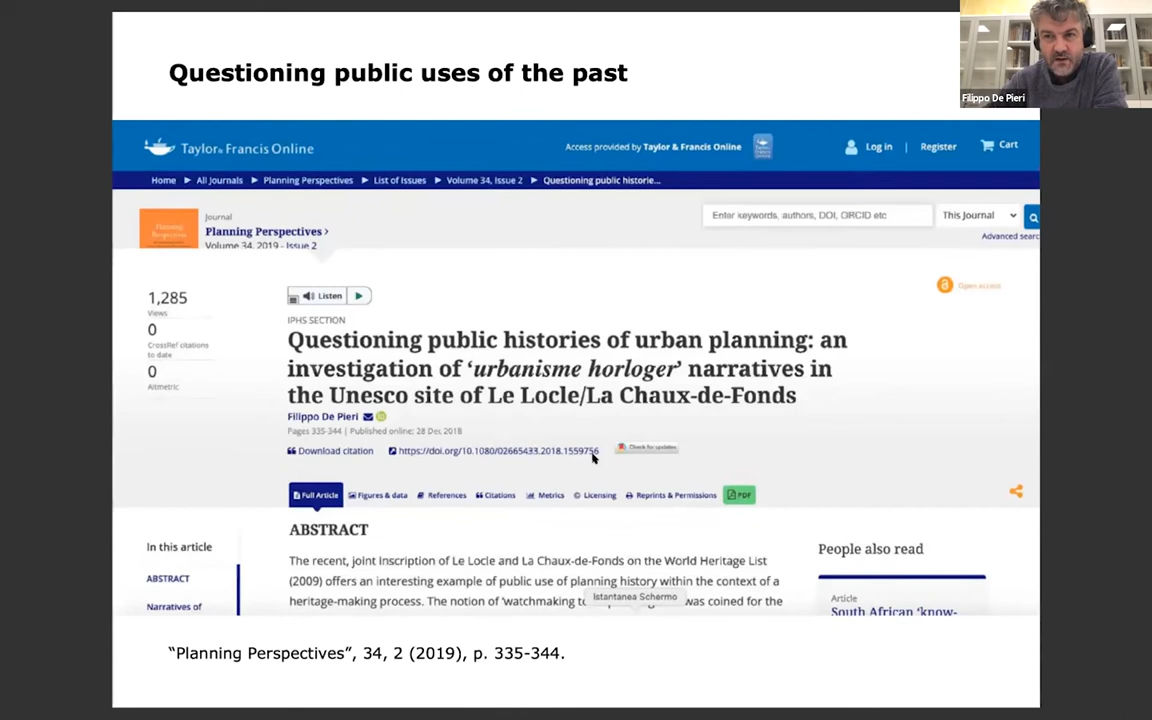 Questioning public uses of the past
Filippo De Pieri
Taylor & Francis Online
Access provided by Taylor & Francis Online
Log in | Register Cart
Home ▶ All Journals ▶ Planning Perspectives ▶ List of Issues ▶ Volume 34, Issue 2 ▶ Questioning public historie...
Planning
Perspectives
Journal
Planning Perspectives ›
Volume 34, 2019 - Issue 2
Enter keywords, authors, DOI, ORCID etc
This Journal
Advanced searc
1,285
Views
0
CrossRef citations
to date
0
Altmetric
Listen
Open access
IPHS SECTION
Questioning public histories of urban planning: an
investigation of ‘urbanisme horloger’ narratives in
the Unesco site of Le Locle/La Chaux-de-Fonds
Filippo De Pieri
Pages 335-344 | Published online: 28 Dec 2018
Download citation https://doi.org/10.1080/02665433.2018.1559756 Check for updates
Full Article Figures & data References Citations Metrics Licensing Reprints & Permissions PDF
In this article
ABSTRACT
Narratives of
ABSTRACT
The recent, joint inscription of Le Locle and La Chaux-de-Fonds on the World Heritage List
(2009) offers an interesting example of public use of planning history within the context of a
heritage-making process. The notion of ‘watchmaking to was coined for the
Istantanea Schermo
People also read
Article
South African ‘know-
“Planning Perspectives”, 34, 2 (2019), p. 335-344.